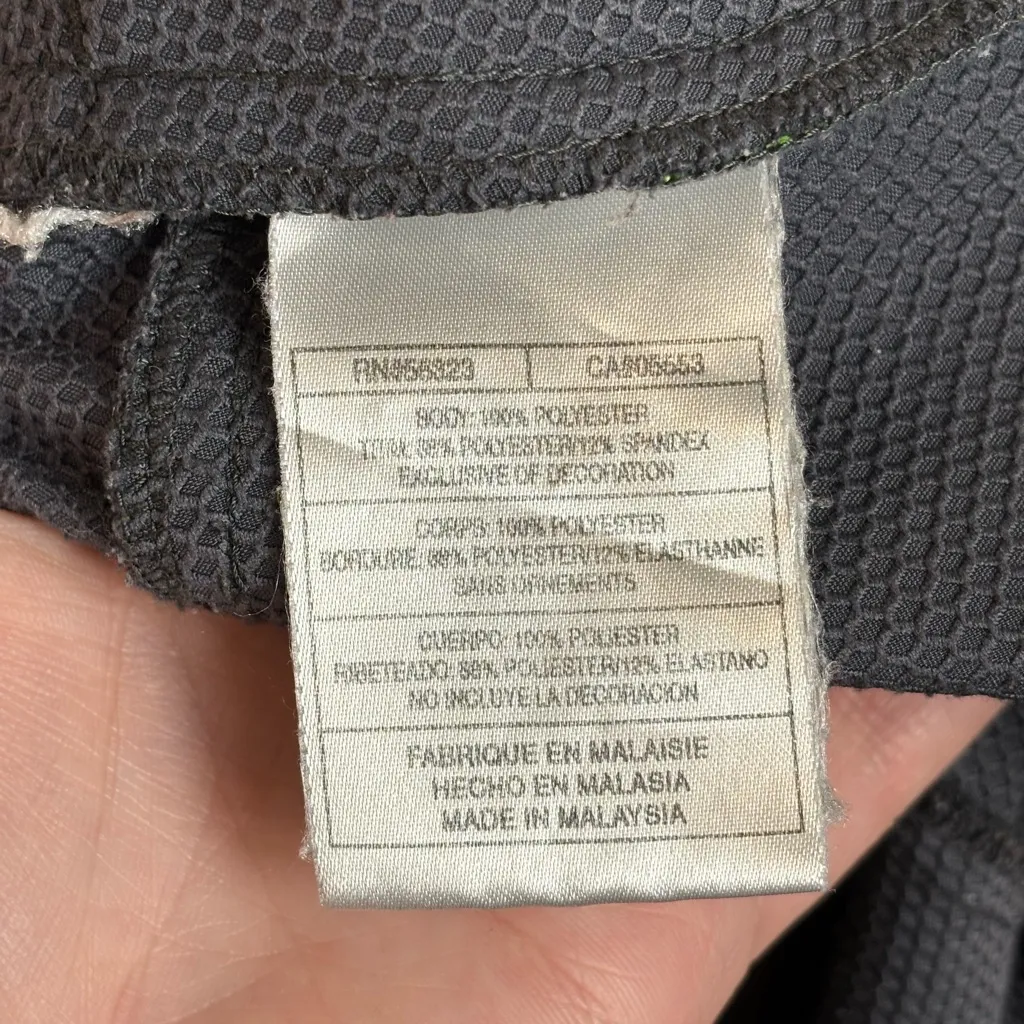 RN#56323 CA#05553
BODY: 100% POLYESTER
TRIM: 88% POLYESTER/12% SPANDEX
EXCLUSIVE OF DECORATION
CORPS: 100% POLYESTER
BORDURE: 88% POLYESTER/12% ELASTHANNE
SANS ORNEMENTS
CUERPO: 100% POLIESTER
RIBETEADO: 88% POLIESTER/12% ELASTANO
NO INCLUYE LA DECORACION
FABRIQUE EN MALAISIE
HECHO EN MALASIA
MADE IN MALAYSIA